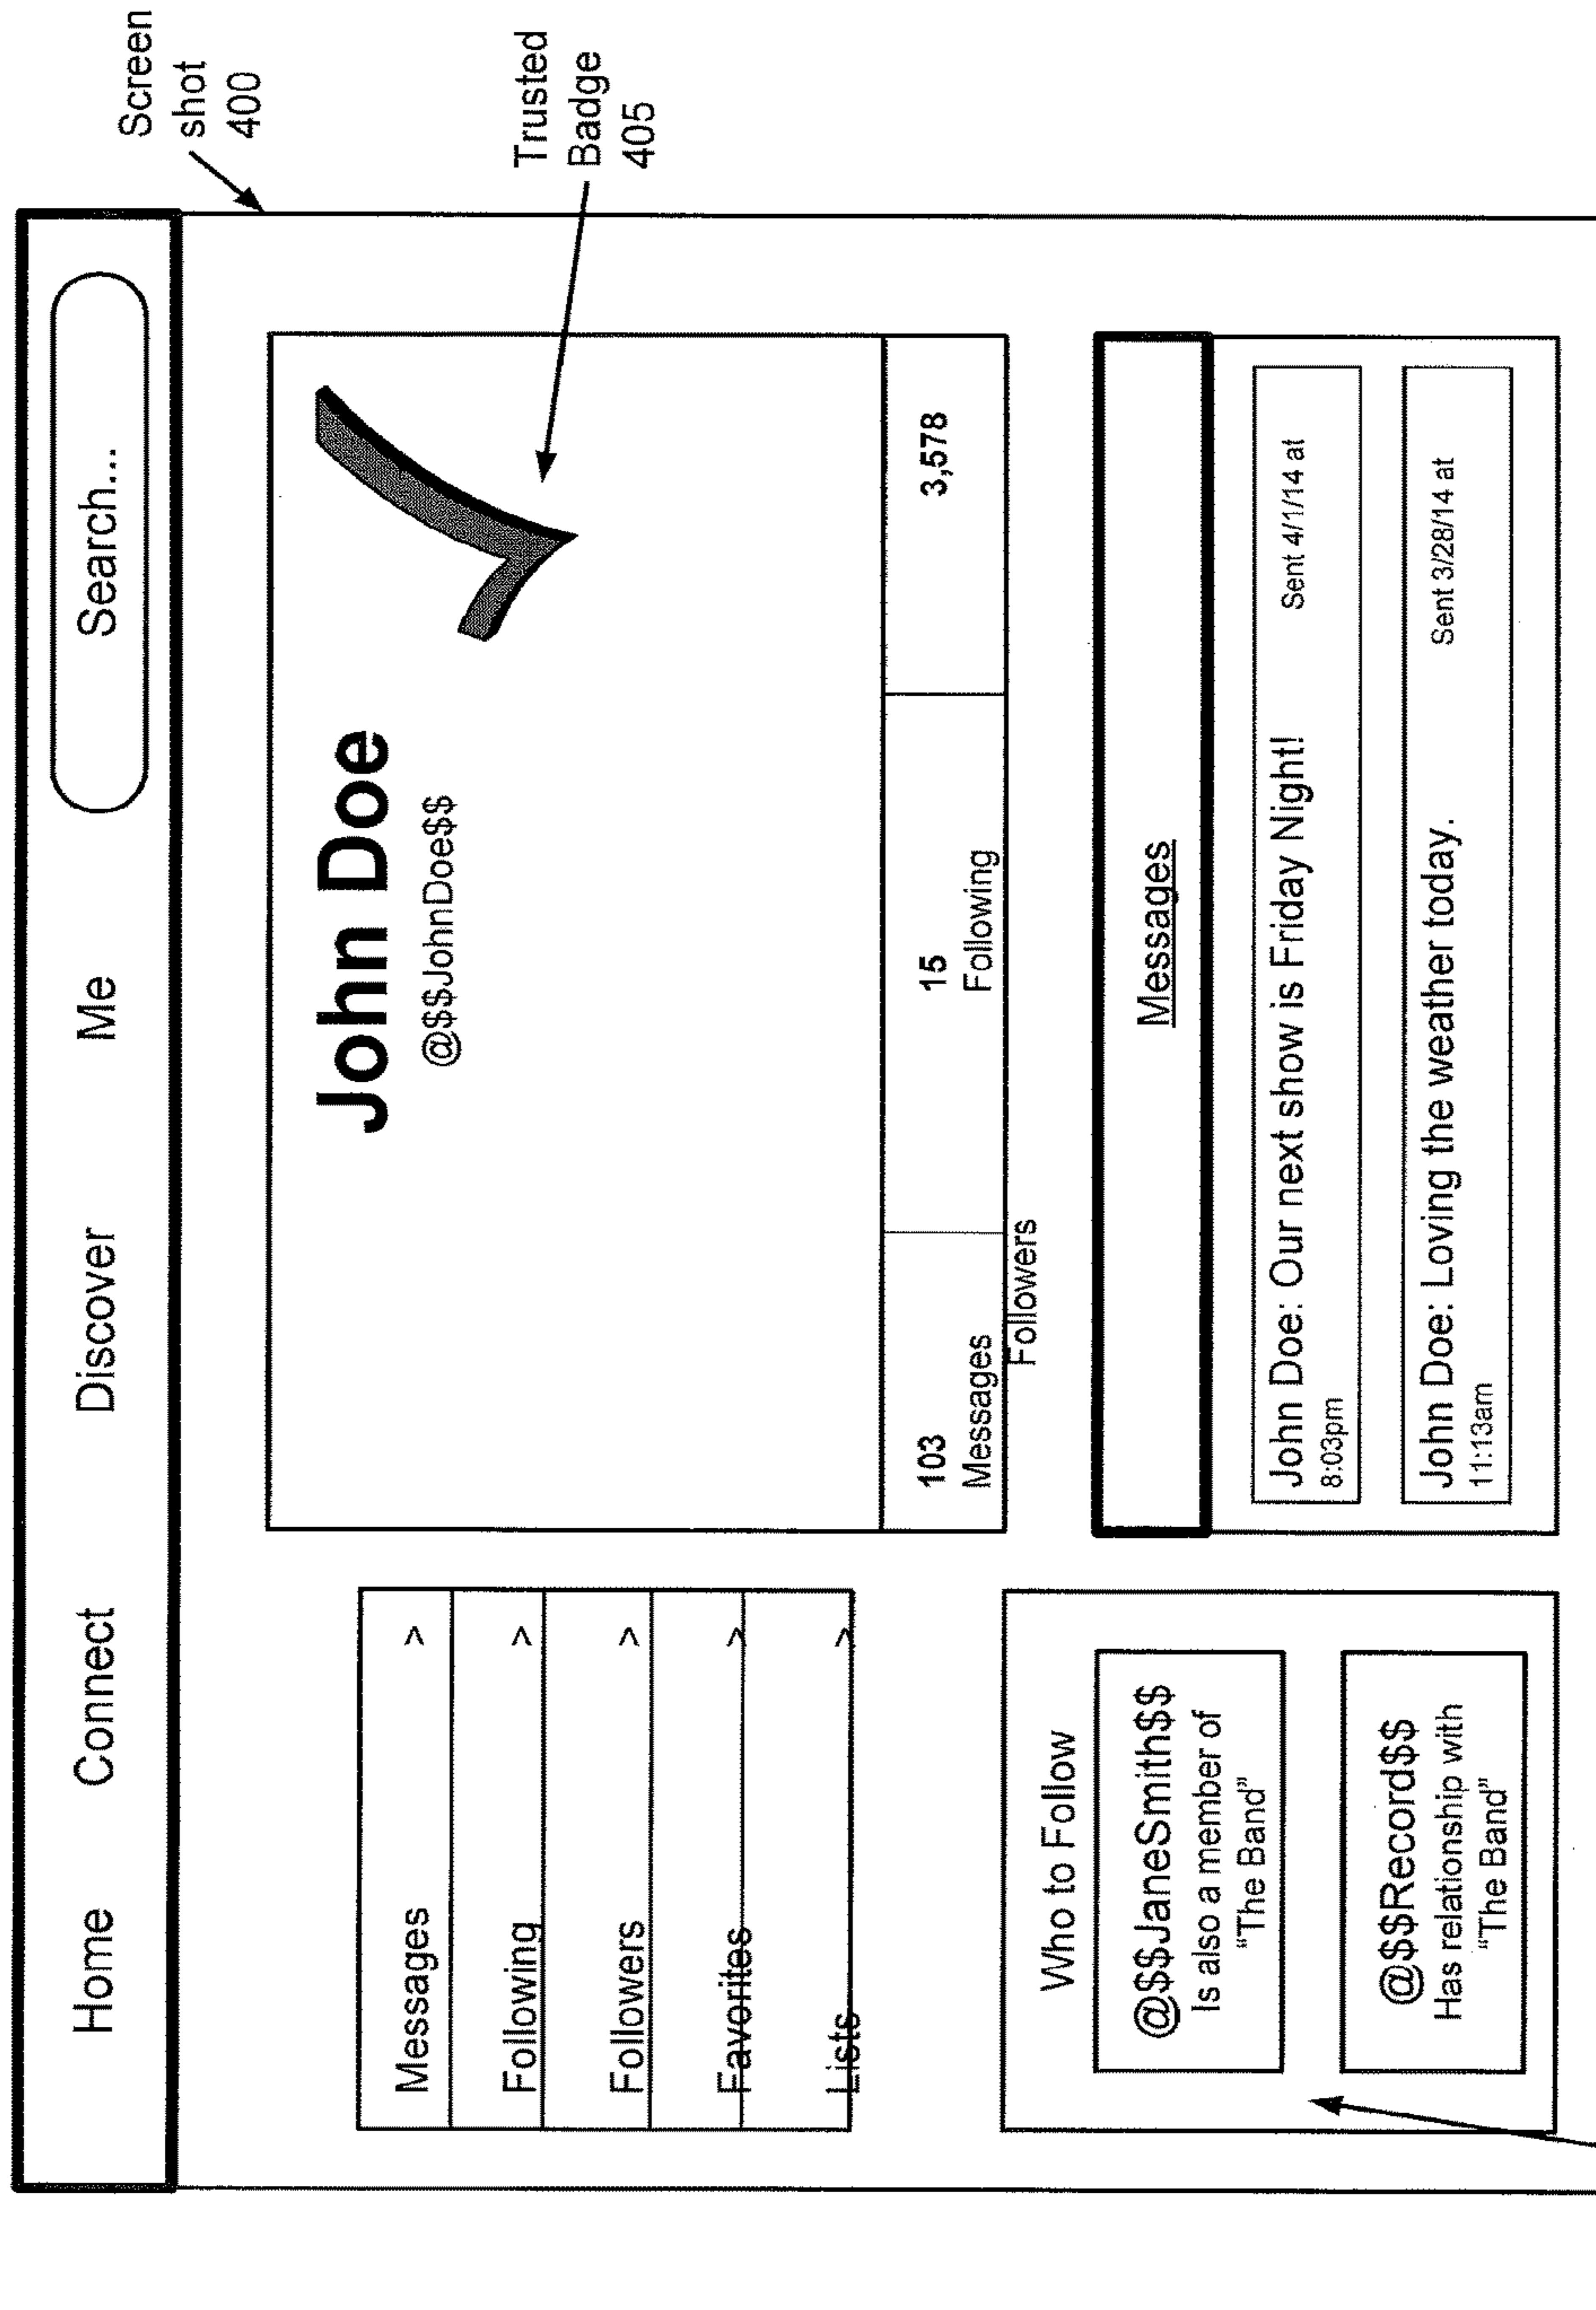 Screen
shot
400
Home Connect Discover Me Search...
Trusted
Badge
405
Messages >
Following >
Followers >
Favorites >
Lists >
John Doe
@$$JohnDoe$$
103 15 3,578
Messages Following
Followers
Who to Follow
@$$JaneSmith$$
Is also a member of
"The Band"
@$$Record$$
Has relationship with
"The Band"
Messages
John Doe: Our next show is Friday Night! Sent 4/1/14 at
8:03pm
John Doe: Loving the weather today. Sent 3/28/14 at
11:13am